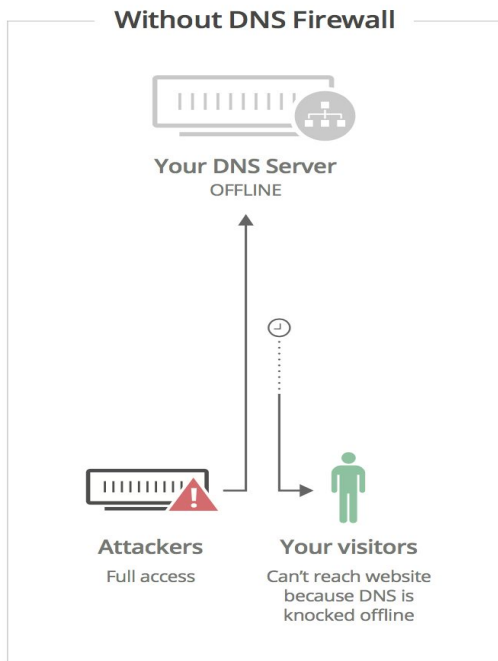 Without DNS Firewall
Your DNS Server
OFFLINE
Attackers
Full access
Your visitors
Can't reach website
because DNS is
knocked offline